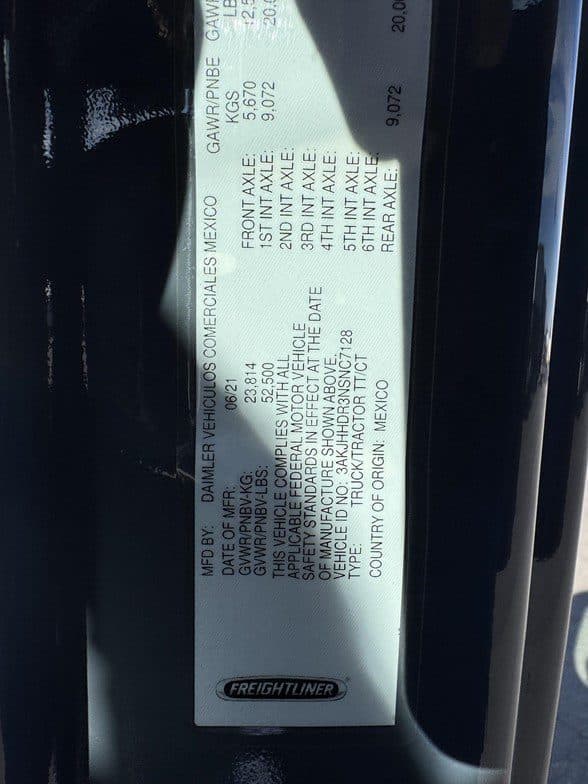 MFD BY: DAIMLER VEHICULOS COMERCIALES MEXICO
DATE OF MFR: 06/21
GVWR/PNBV-KG: 23,814
GVWR/PNBV-LBS: 52,500
THIS VEHICLE COMPLIES WITH ALL
APPLICABLE FEDERAL MOTOR VEHICLE
SAFETY STANDARDS IN EFFECT AT THE DATE
OF MANUFACTURE SHOWN ABOVE.
VEHICLE ID NO: 3AKJHHDR3NSNC7128
TYPE: TRUCK/TRACTOR TT/CT
COUNTRY OF ORIGIN: MEXICO
GAWR/PNBE
KGS
FRONT AXLE: 5,670
1ST INT AXLE: 9,072
2ND INT AXLE:
3RD INT AXLE:
4TH INT AXLE:
5TH INT AXLE:
6TH INT AXLE:
REAR AXLE: 9,072
FREIGHTLINER